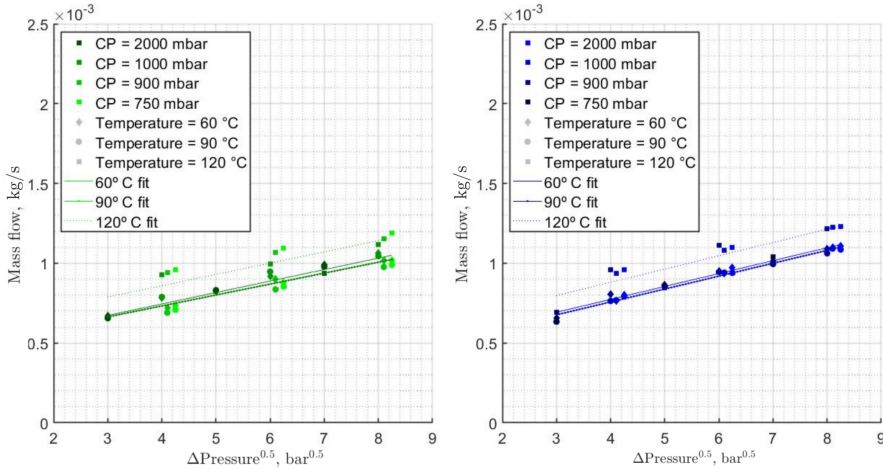 ×10⁻³
2.5
CP = 2000 mbar
CP = 1000 mbar
CP = 900 mbar
CP = 750 mbar
Temperature = 60 °C
Temperature = 90 °C
Temperature = 120 °C
60º C fit
90º C fit
120º C fit
2
1.5
1
0.5
0
Mass flow, kg/s
2 3 4 5 6 7 8 9
ΔPressure⁰·⁵, bar⁰·⁵
×10⁻³
2.5
CP = 2000 mbar
CP = 1000 mbar
CP = 900 mbar
CP = 750 mbar
Temperature = 60 °C
Temperature = 90 °C
Temperature = 120 °C
60º C fit
90º C fit
120º C fit
2
1.5
1
0.5
0
Mass flow, kg/s
2 3 4 5 6 7 8 9
ΔPressure⁰·⁵, bar⁰·⁵